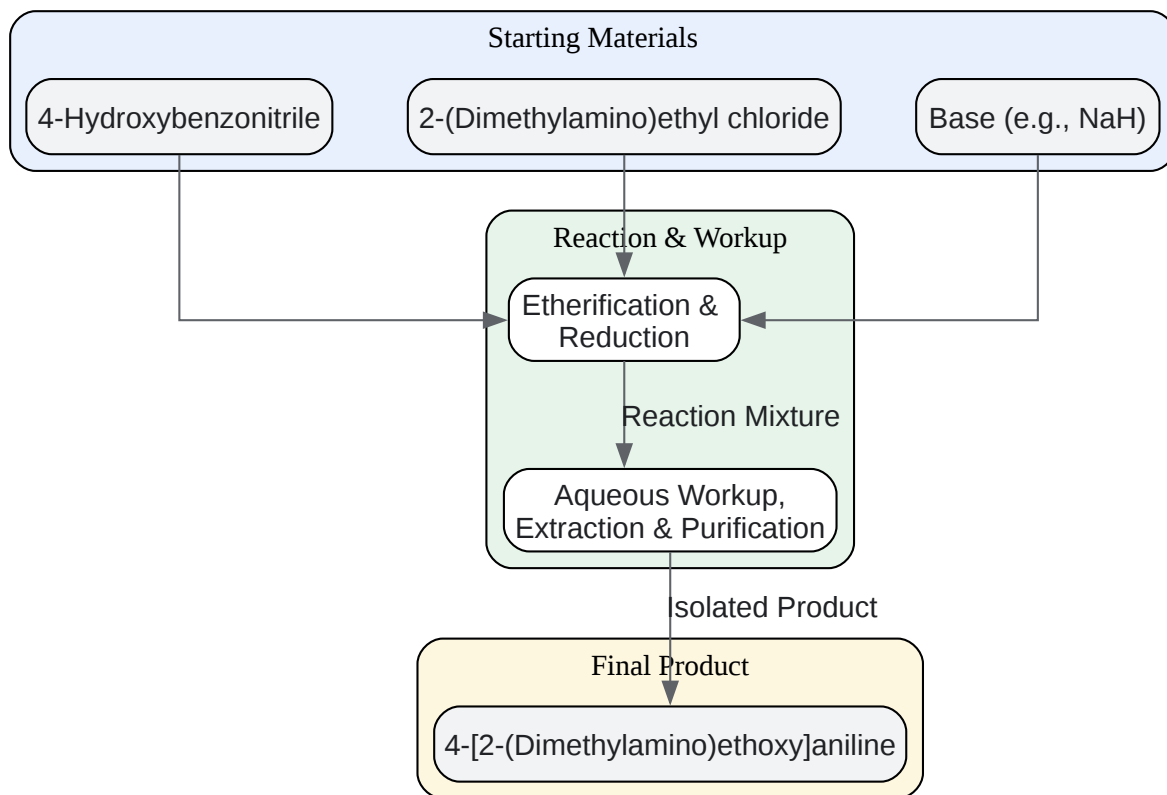 Starting Materials
4-Hydroxybenzonitrile
2-(Dimethylamino)ethyl chloride
Base (e.g., NaH)
Reaction & Workup
Etherification &
Reduction
Reaction Mixture
Aqueous Workup,
Extraction & Purification
Isolated Product
Final Product
4-[2-(Dimethylamino)ethoxy]aniline